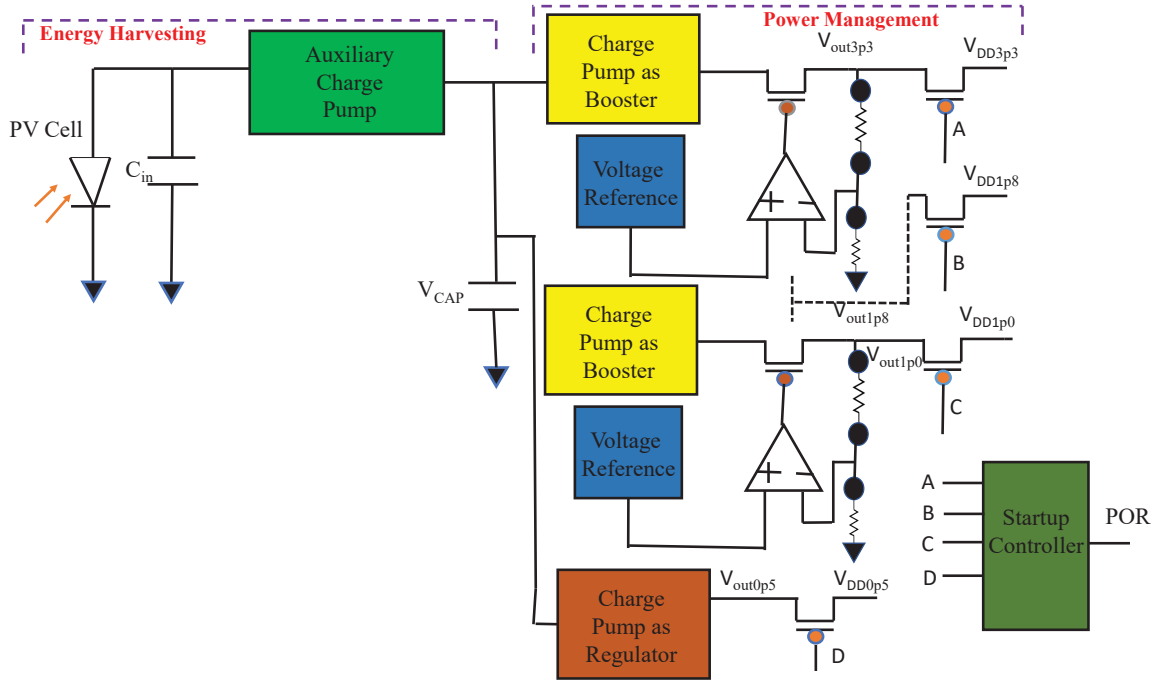 Energy Harvesting
Power Management
Auxiliary
Charge
Pump
Charge
Pump as
Booster
Vout3p3
VDD3p3
A
PV Cell
Cin
Voltage
Reference
+ −
VDD1p8
B
VCAP
Vout1p8
Charge
Pump as
Booster
VDD1p0
Vout1p0
C
Voltage
Reference
+ −
A
B
C
D
Startup
Controller
POR
Charge
Pump as
Regulator
Vout0p5
VDD0p5
D